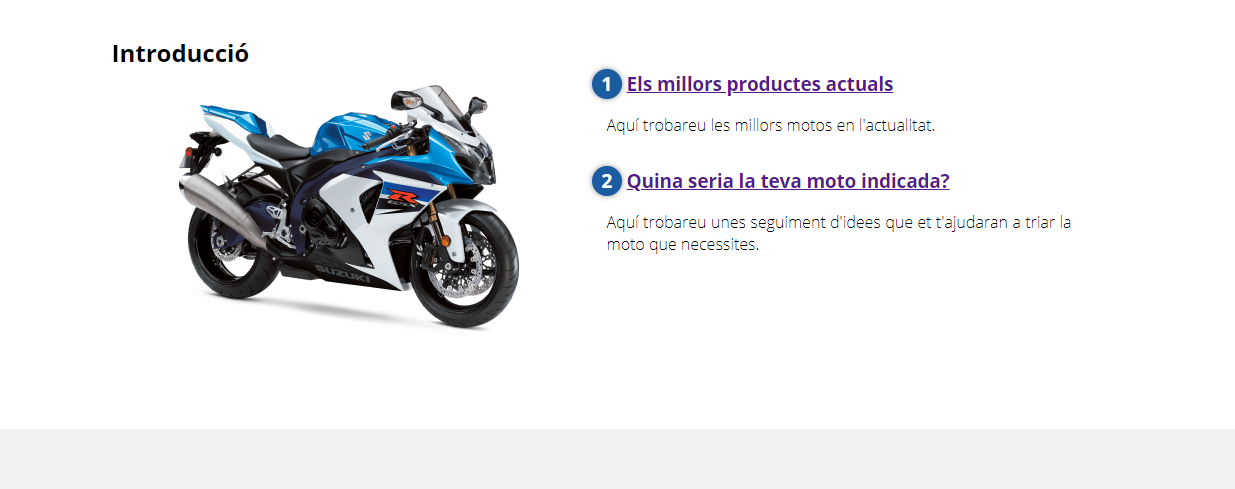 Introducció
1 Els millors productes actuals
Aquí trobareu les millors motos en l'actualitat.
2 Quina seria la teva moto indicada?
Aquí trobareu unes seguiment d'idees que et t'ajudaran a triar la
moto que necessites.
R
SUZUKI